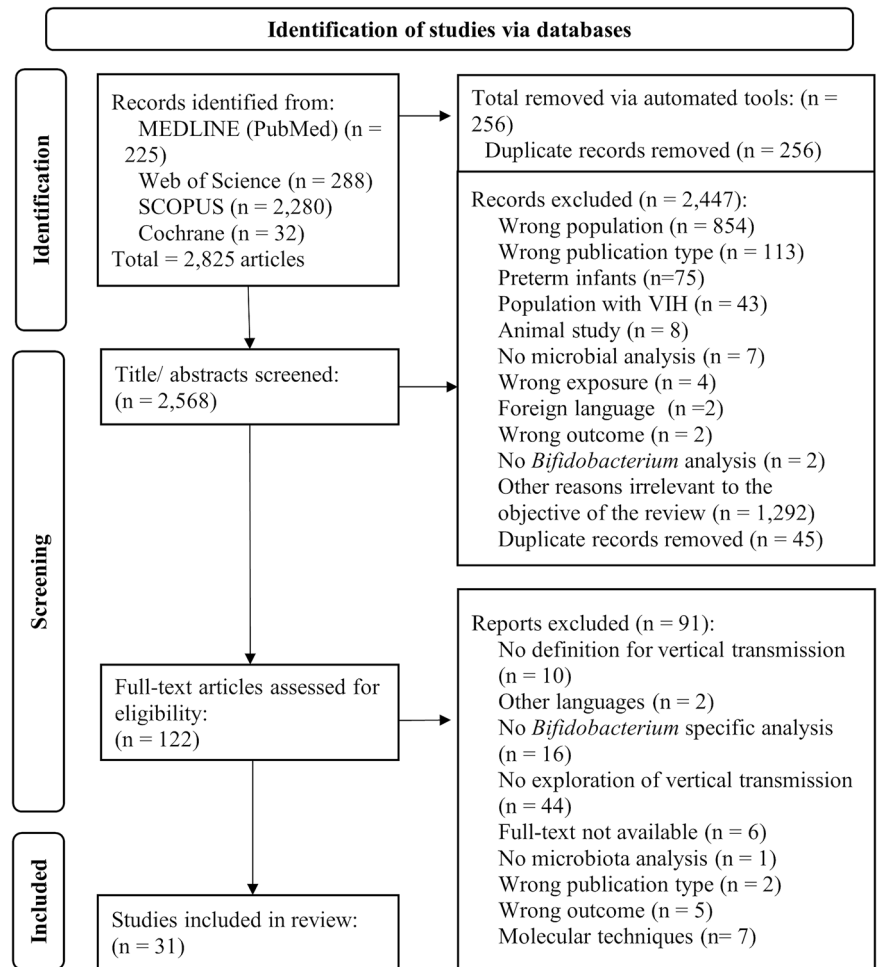 Identification of studies via databases
Identification
Records identified from:
MEDLINE (PubMed) (n =
225)
Web of Science (n = 288)
SCOPUS (n = 2,280)
Cochrane (n = 32)
Total = 2,825 articles
Total removed via automated tools: (n =
256)
Duplicate records removed (n = 256)
Records excluded (n = 2,447):
Wrong population (n = 854)
Wrong publication type (n = 113)
Preterm infants (n=75)
Population with VIH (n = 43)
Animal study (n = 8)
No microbial analysis (n = 7)
Wrong exposure (n = 4)
Foreign language (n =2)
Wrong outcome (n = 2)
No Bifidobacterium analysis (n = 2)
Other reasons irrelevant to the
objective of the review (n = 1,292)
Duplicate records removed (n = 45)
Screening
Title/ abstracts screened:
(n = 2,568)
Full-text articles assessed for
eligibility:
(n = 122)
Reports excluded (n = 91):
No definition for vertical transmission
(n = 10)
Other languages (n = 2)
No Bifidobacterium specific analysis
(n = 16)
No exploration of vertical transmission
(n = 44)
Full-text not available (n = 6)
No microbiota analysis (n = 1)
Wrong publication type (n = 2)
Wrong outcome (n = 5)
Molecular techniques (n= 7)
Included
Studies included in review:
(n = 31)